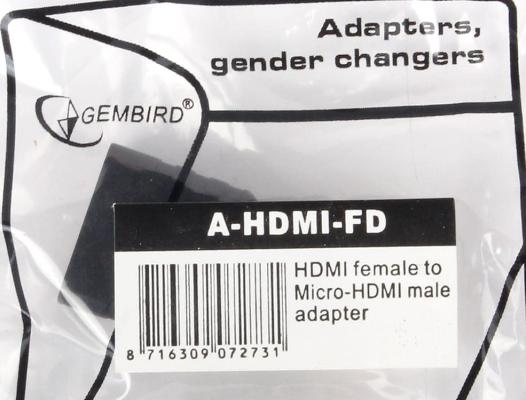 Adapters,
gender changers
GEMBIRD®
A-HDMI-FD
HDMI female to
Micro-HDMI male
adapter
8 716309 072731